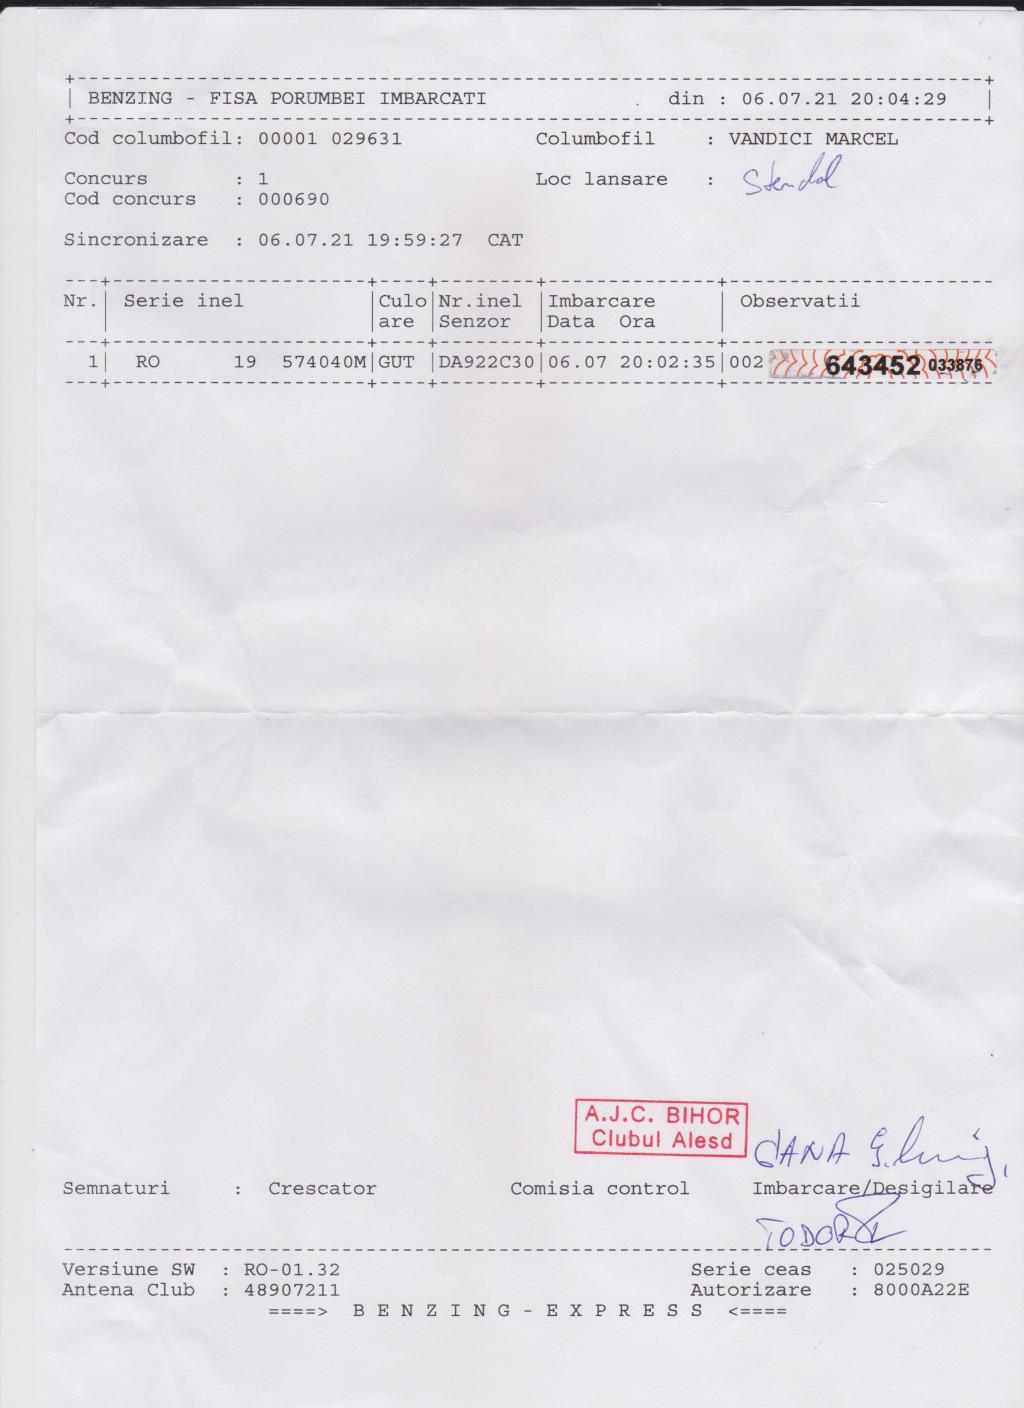 BENZING - FISA PORUMBEI IMBARCATI din : 06.07.21 20:04:29
Cod columbofil: 00001 029631 Columbofil : VANDICI MARCEL
Concurs : 1 Loc lansare : Stendal
Cod concurs : 000690
Sincronizare : 06.07.21 19:59:27 CAT
Nr.| Serie inel |Culo|Nr.inel |Imbarcare | Observatii
|are |Senzor |Data Ora |
1| RO 19 574040M|GUT |DA922C30|06.07 20:02:35|002 643452 033876
A.J.C. BIHOR
Clubul Alesd
OANA
Semnaturi : Crescator Comisia control Imbarcare/Desigilare
TODOR
Versiune SW : RO-01.32 Serie ceas : 025029
Antena Club : 48907211 Autorizare : 8000A22E
====> B E N Z I N G - E X P R E S S <====